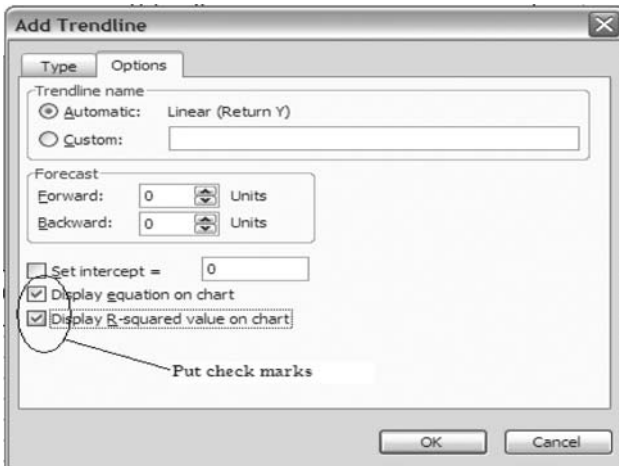 Add Trendline
Type Options
Trendline name
Automatic: Linear (Return Y)
Custom:
Forecast
Forward: 0 Units
Backward: 0 Units
Set intercept = 0
Display equation on chart
Display R-squared value on chart
Put check marks
OK Cancel